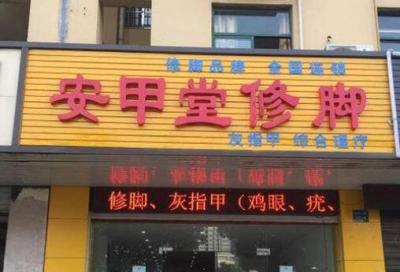 修脚品牌 全国连锁
安甲堂修脚
灰指甲 综合理疗
修脚、灰指甲（鸡眼、疣、